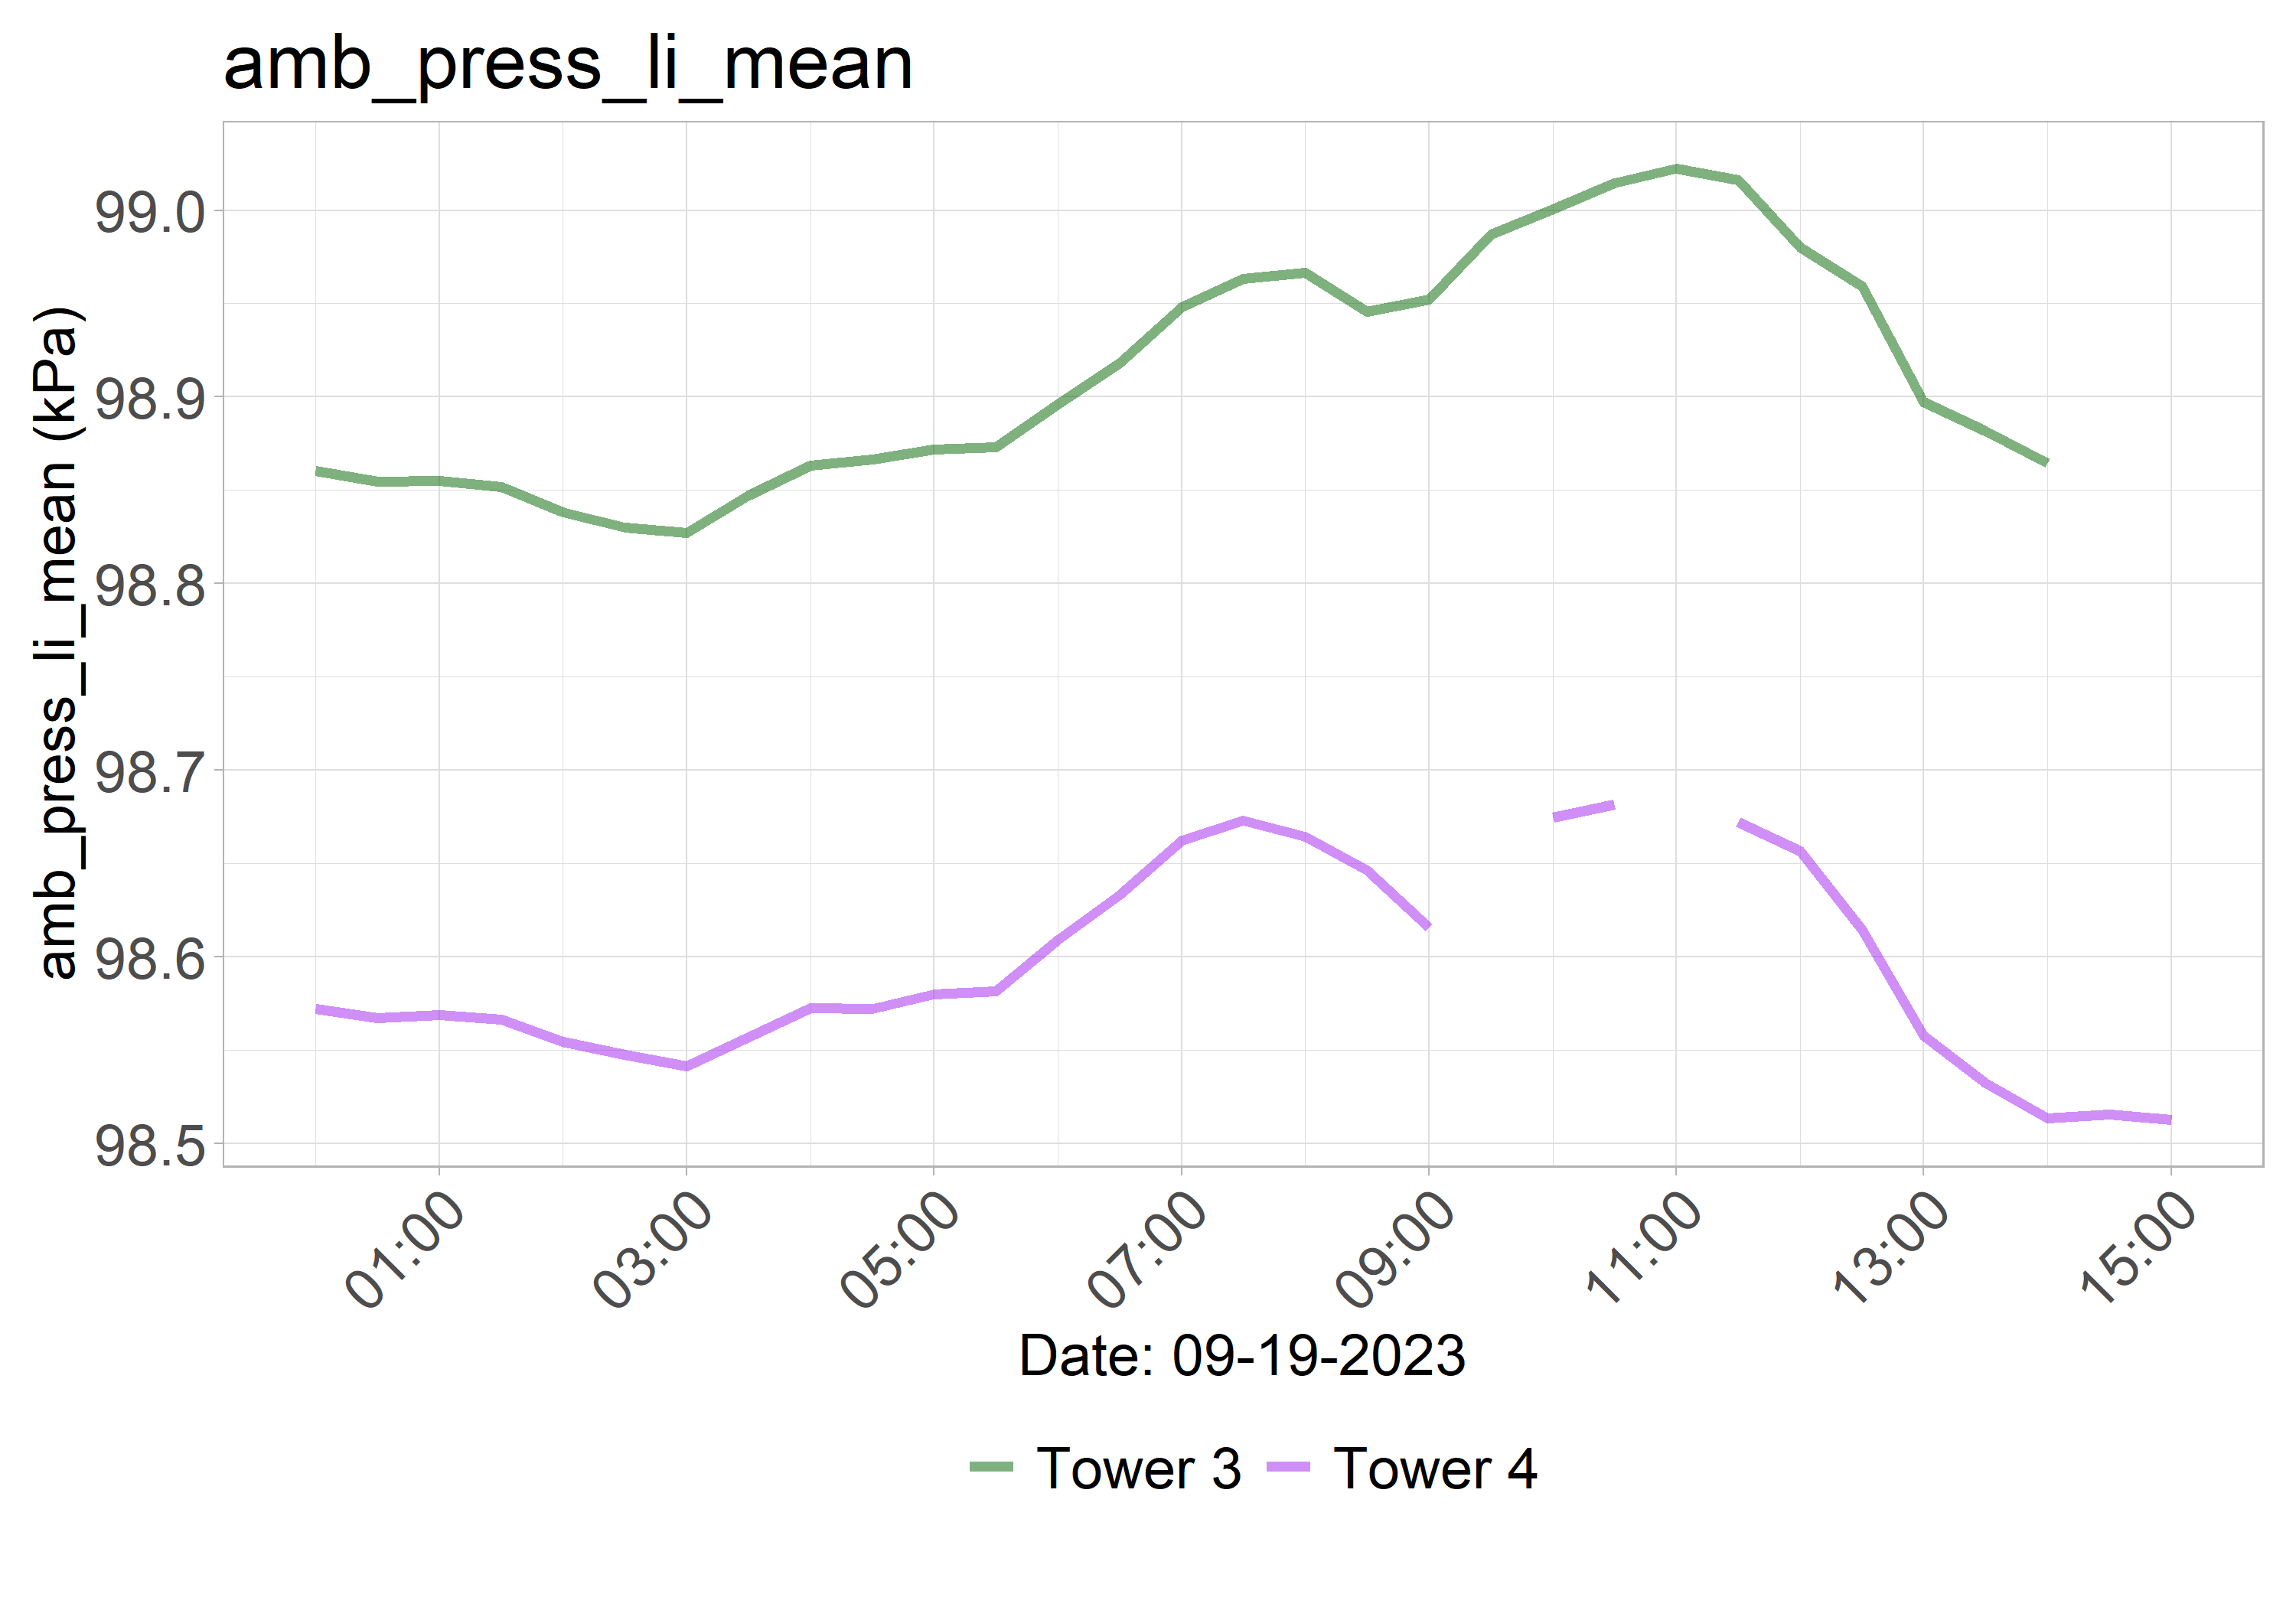 amb_press_li_mean
amb_press_li_mean (kPa)
99.0
98.9
98.8
98.7
98.6
98.5
01:00 03:00 05:00 07:00 09:00 11:00 13:00 15:00
Date: 09-19-2023
Tower 3 Tower 4